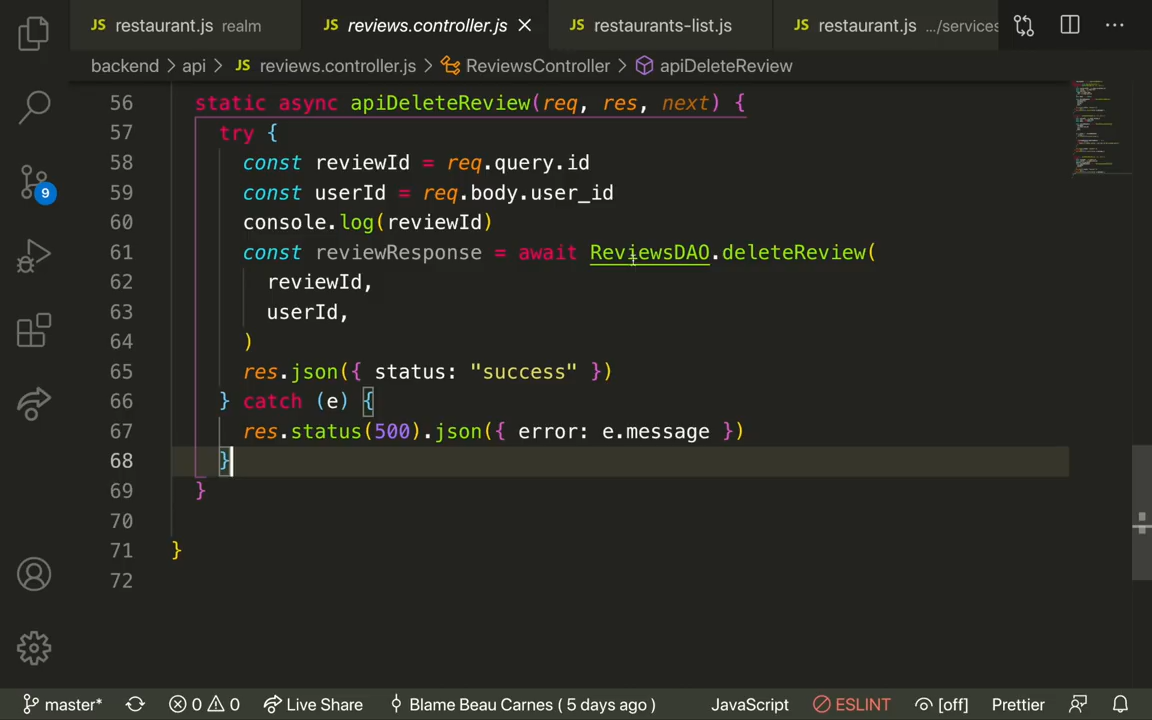 JS restaurant.js realm JS reviews.controller.js JS restaurants-list.js JS restaurant.js .../services
backend > api > JS reviews.controller.js > ReviewsController > apiDeleteReview
56 static async apiDeleteReview(req, res, next) {
57 try {
58 const reviewId = req.query.id
59 const userId = req.body.user_id
60 console.log(reviewId)
61 const reviewResponse = await ReviewsDAO.deleteReview(
62 reviewId,
63 userId,
64 )
65 res.json({ status: "success" })
66 } catch (e) {
67 res.status(500).json({ error: e.message })
68 }
69 }
70
71 }
72
9
master* 0 0 Live Share Blame Beau Carnes ( 5 days ago ) JavaScript ESLINT [off] Prettier